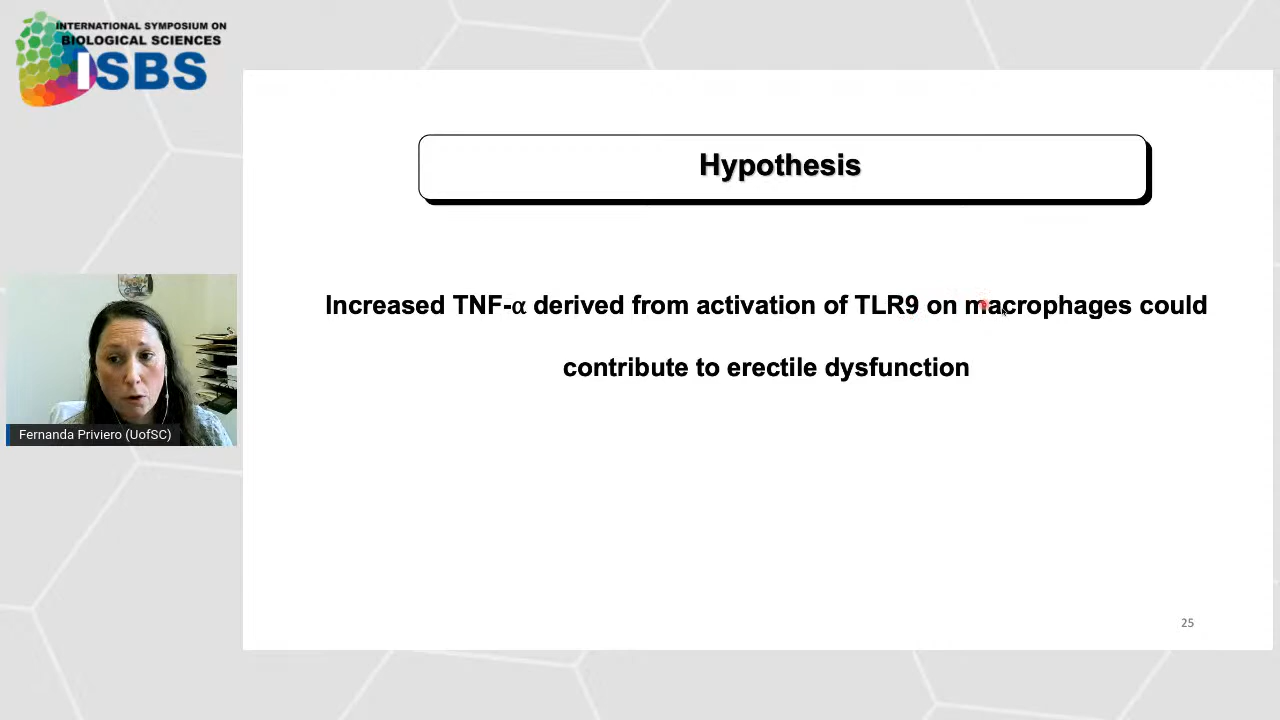 INTERNATIONAL SYMPOSIUM ON
BIOLOGICAL SCIENCES
ISBS
Hypothesis
Increased TNF-α derived from activation of TLR9 on macrophages could
contribute to erectile dysfunction
Fernanda Priviero (UofSC)
25